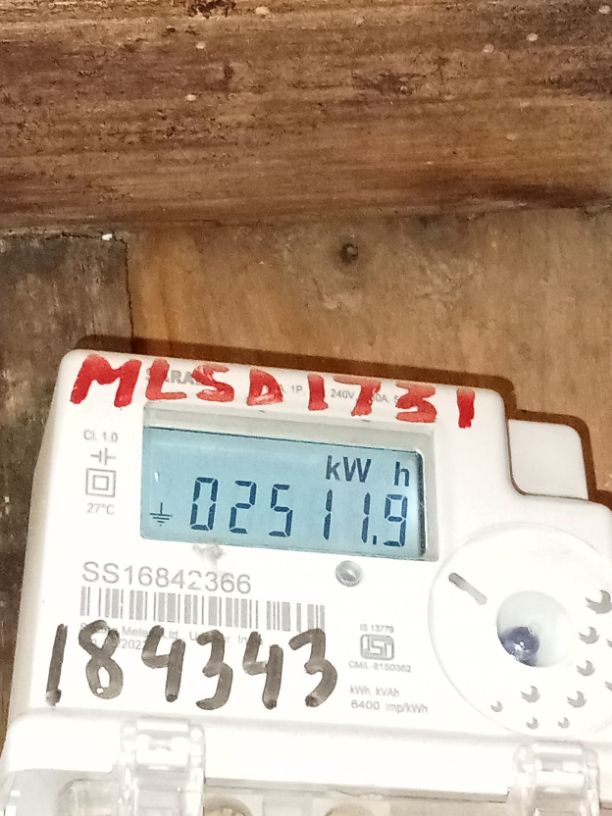 MLSD1731
1P 240V
Cl. 1.0
kW h
02511.9
27°C
SS16842366
184343
IS 13779
CM/L-8150362
kWh, kVAh
6400 imp/kWh